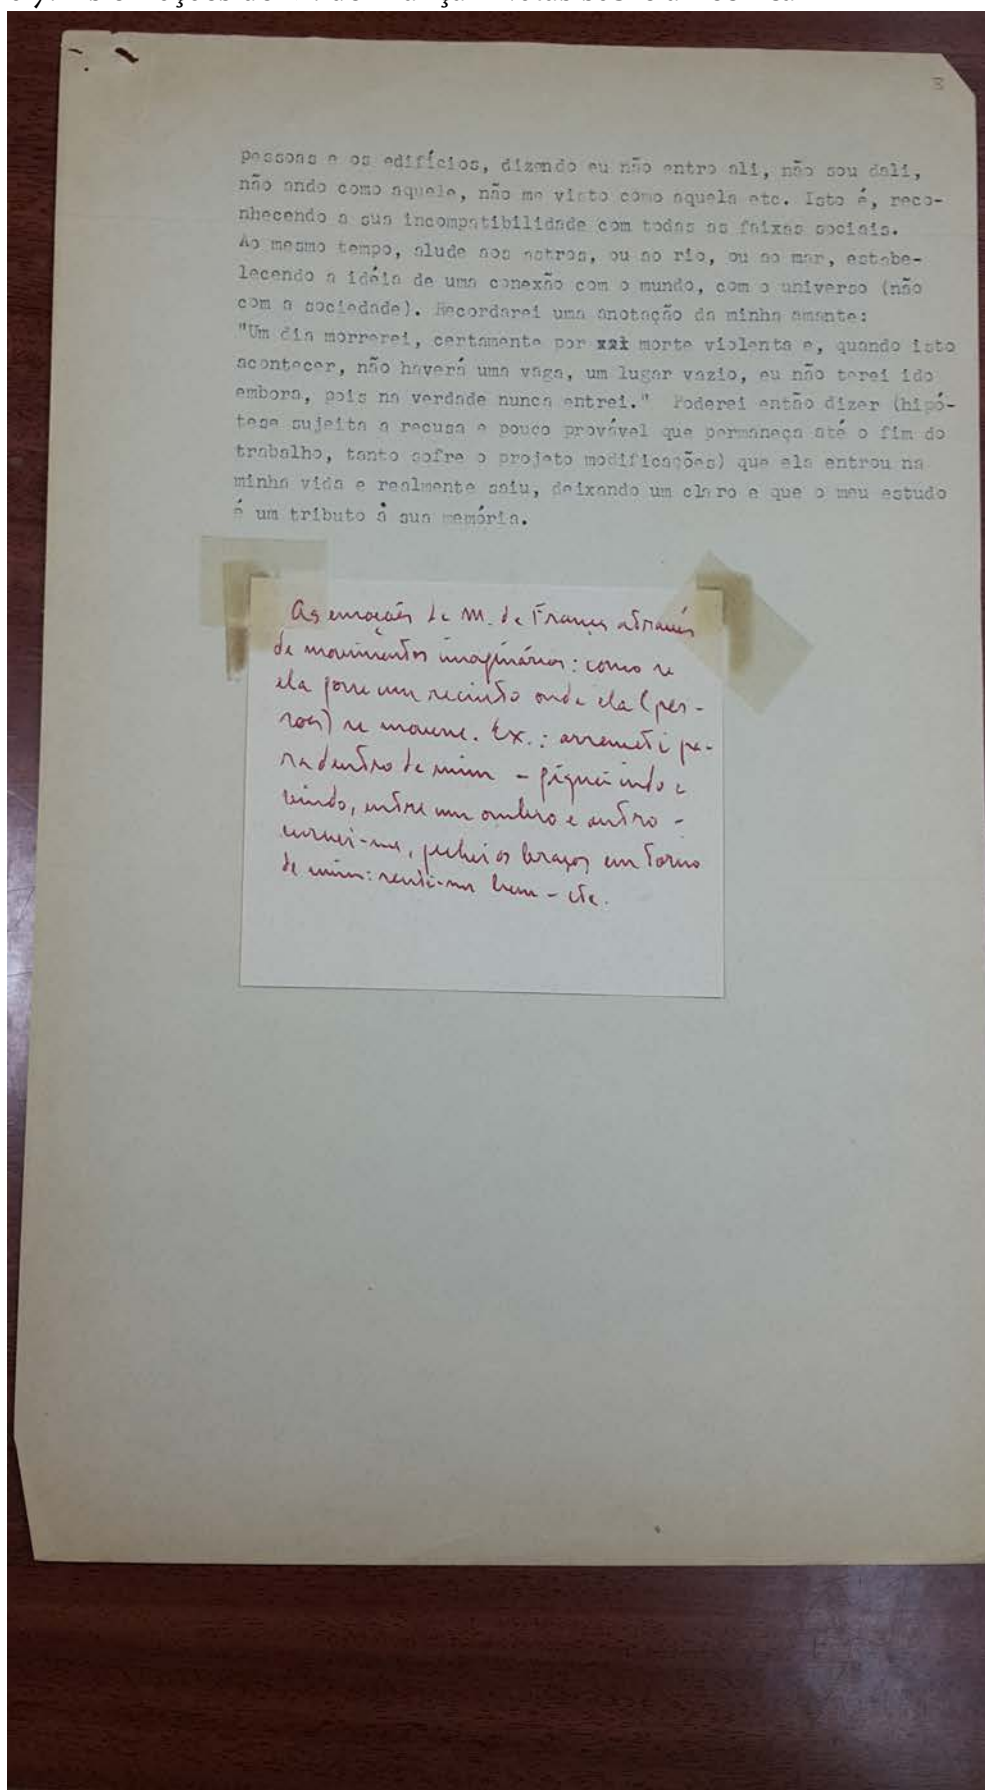 8
pessoas e os edifícios, dizendo eu não entro ali, não sou dali,
não ando como aquele, não me visto como aquela etc. Isto é, reco-
nhecendo a sua incompatibilidade com todas as faixas sociais.
Ao mesmo tempo, alude aos astros, ou ao rio, ou ao mar, estabe-
lecendo a idéia de uma conexão com o mundo, com o universo (não
com a sociedade). Recordarei uma anotação da minha amante:
"Um dia morrerei, certamente por xxi morte violenta e, quando isto
acontecer, não haverá uma vaga, um lugar vazio, eu não terei ido
embora, pois na verdade nunca entrei." Poderei então dizer (hipó-
tese sujeita a recusa e pouco provável que permaneça até o fim do
trabalho, tanto sofre o projeto modificações) que ela entrou na
minha vida e realmente saiu, deixando um claro e que o meu estudo
é um tributo à sua memória.
As emoções de M. de França através
de movimentos imaginários: como se
ela fosse um recinto onde ela (pes-
soa) se movesse. Ex.: arremeti pa-
ra dentro de mim - fiquei indo e
vindo, entre um ombro e outro -
curvei-me, fechei os braços em torno
de mim: senti-me bem - etc.